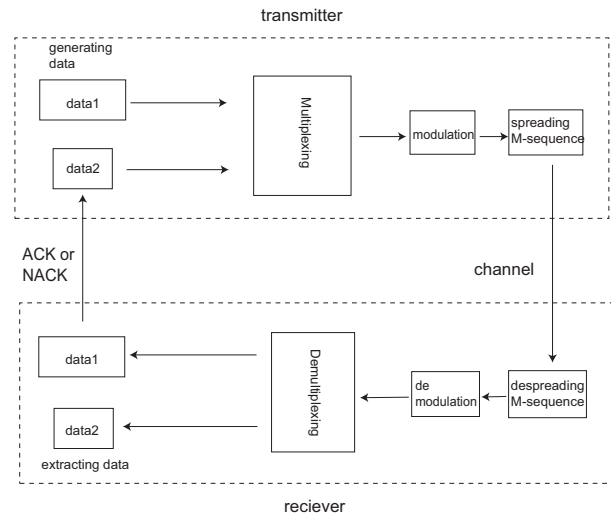 transmitter
generating
data
data1
data2
Multiplexing
modulation
spreading
M-sequence
ACK or
NACK
channel
data1
data2
extracting data
Demultiplexing
de
modulation
despreading
M-sequence
reciever